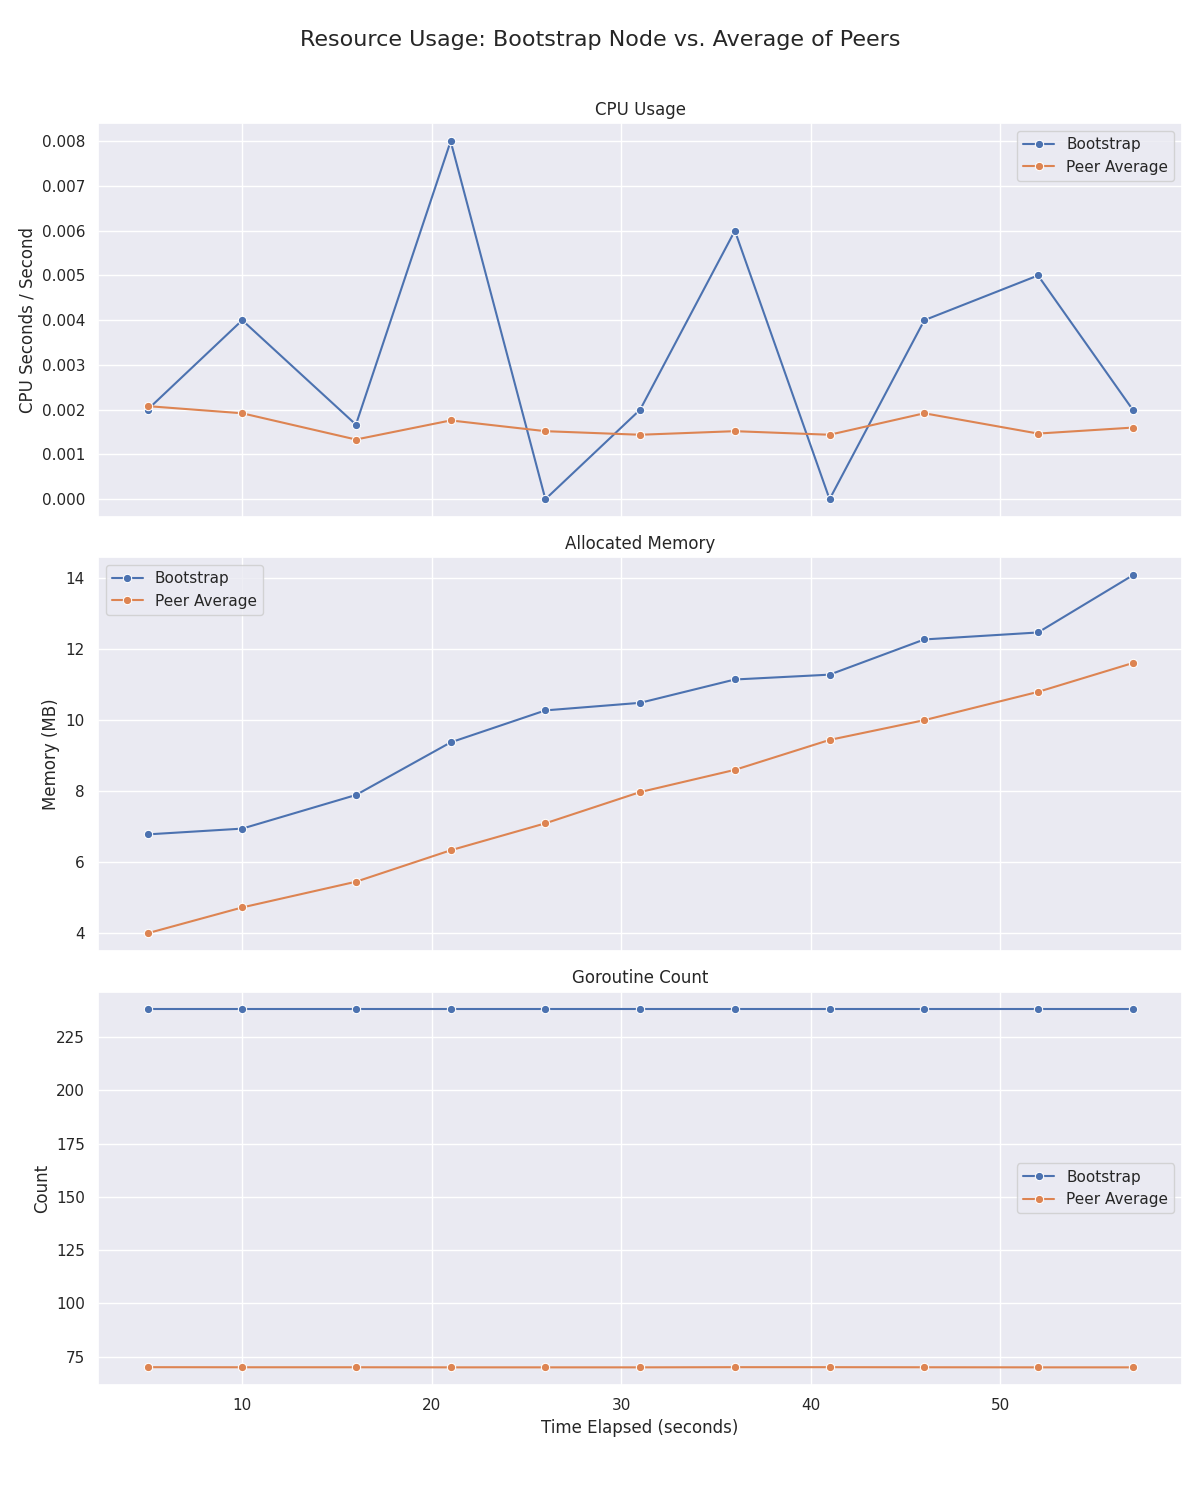 Resource Usage: Bootstrap Node vs. Average of Peers
CPU Usage
CPU Seconds / Second
0.008
0.007
0.006
0.005
0.004
0.003
0.002
0.001
0.000
Bootstrap
Peer Average
Allocated Memory
Memory (MB)
14
12
10
8
6
4
Bootstrap
Peer Average
Goroutine Count
Count
225
200
175
150
125
100
75
Bootstrap
Peer Average
10 20 30 40 50
Time Elapsed (seconds)